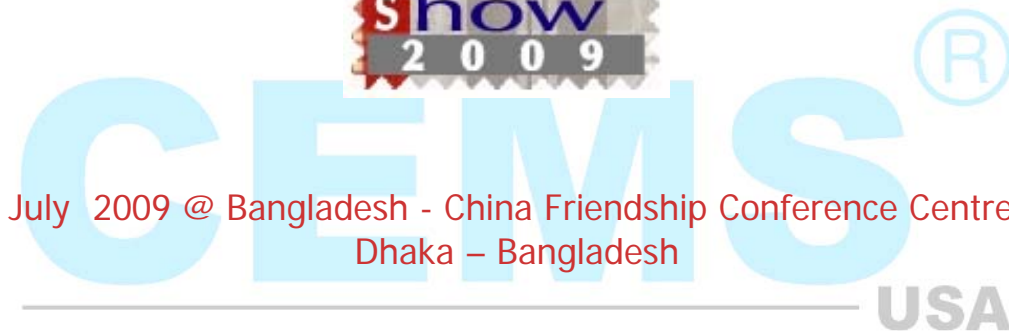 Show
2009
CEMS®
July 2009 @ Bangladesh - China Friendship Conference Centre
Dhaka – Bangladesh
USA